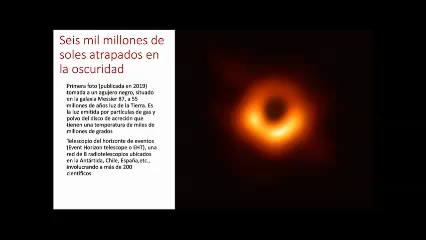 Seis mil millones de
soles atrapados en
la oscuridad
Primera foto (publicada en 2019)
tomada a un agujero negro, situado
en la galaxia Messier 87, a 55
millones de años luz de la Tierra. Es
la luz emitida por partículas de gas y
polvo del disco de acreción que
tienen una temperatura de miles de
millones de grados
Telescopio del horizonte de eventos
(Event Horizon telescope o EHT), una
red de 8 radiotelescopios ubicados
en la Antártida, Chile, España,etc.,
involucrando a más de 200
científicos